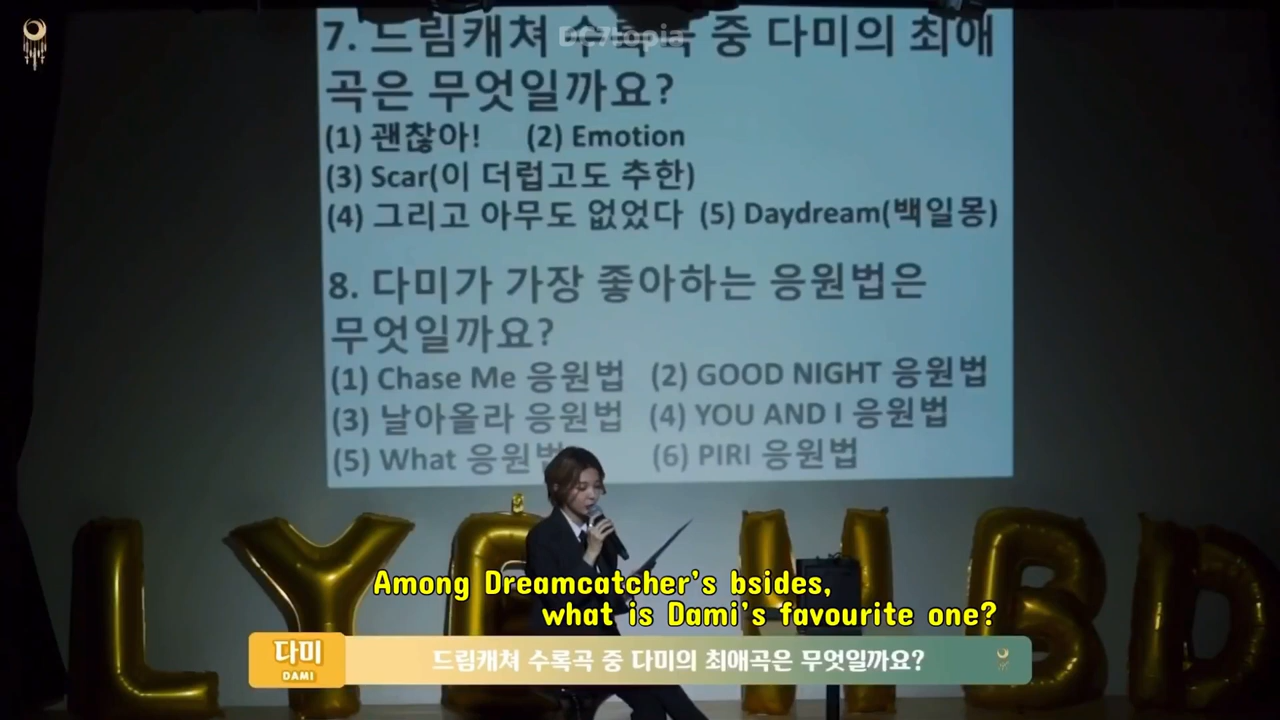 DC7topia
7. 드림캐쳐 수록곡 중 다미의 최애
곡은 무엇일까요?
(1) 괜찮아! (2) Emotion
(3) Scar(이 더럽고도 추한)
(4) 그리고 아무도 없었다 (5) Daydream(백일몽)
8. 다미가 가장 좋아하는 응원법은
무엇일까요?
(1) Chase Me 응원법 (2) GOOD NIGHT 응원법
(3) 날아올라 응원법 (4) YOU AND I 응원법
(5) What 응원법 (6) PIRI 응원법
LY HBD
Among Dreamcatcher's bsides,
what is Dami's favourite one?
다미
DAMI
드림캐쳐 수록곡 중 다미의 최애곡은 무엇일까요?